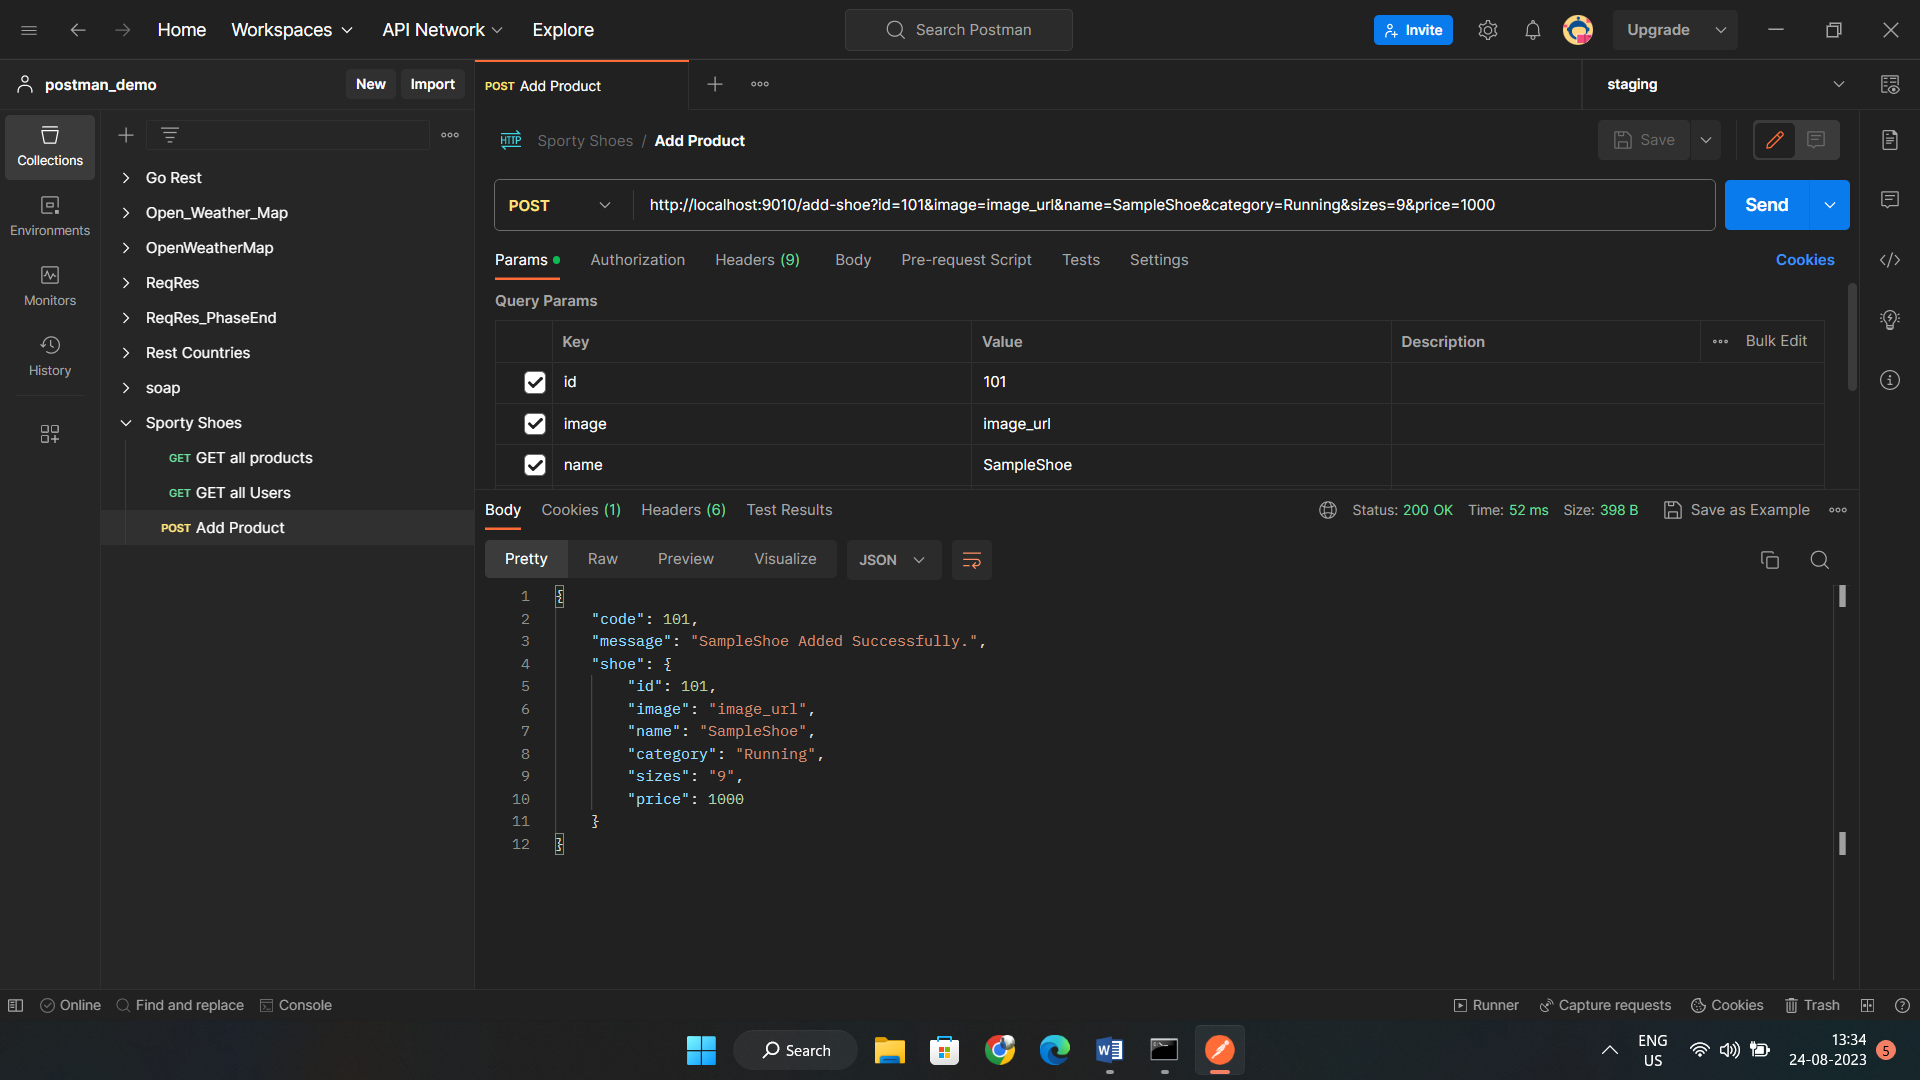 Home
Workspaces
API Network
Explore
Search Postman
Invite
Upgrade
postman_demo
New
Import
POST Add Product
staging
Collections
Environments
Monitors
History
Go Rest
Open_Weather_Map
OpenWeatherMap
ReqRes
ReqRes_PhaseEnd
Rest Countries
soap
Sporty Shoes
GET GET all products
GET GET all Users
POST Add Product
HTTP Sporty Shoes / Add Product
Save
POST
http://localhost:9010/add-shoe?id=101&image=image_url&name=SampleShoe&category=Running&sizes=9&price=1000
Send
Params
Authorization
Headers (9)
Body
Pre-request Script
Tests
Settings
Cookies
Query Params
Key
Value
Description
Bulk Edit
id
101
image
image_url
name
SampleShoe
Body
Cookies (1)
Headers (6)
Test Results
Status: 200 OK
Time: 52 ms
Size: 398 B
Save as Example
Pretty
Raw
Preview
Visualize
JSON
1 {
2 "code": 101,
3 "message": "SampleShoe Added Successfully.",
4 "shoe": {
5 "id": 101,
6 "image": "image_url",
7 "name": "SampleShoe",
8 "category": "Running",
9 "sizes": "9",
10 "price": 1000
11 }
12 }
Online
Find and replace
Console
Runner
Capture requests
Cookies
Trash
Search
ENG
US
13:34
24-08-2023
5